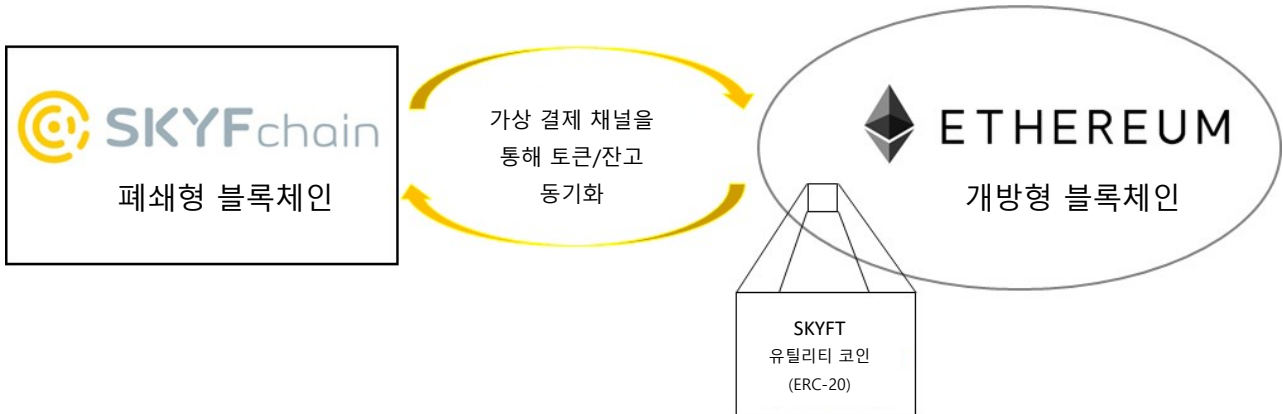 SKYFchain
폐쇄형 블록체인
가상 결제 채널을
통해 토큰/잔고
동기화
ETHEREUM
개방형 블록체인
SKYFT
유틸리티 코인
(ERC-20)